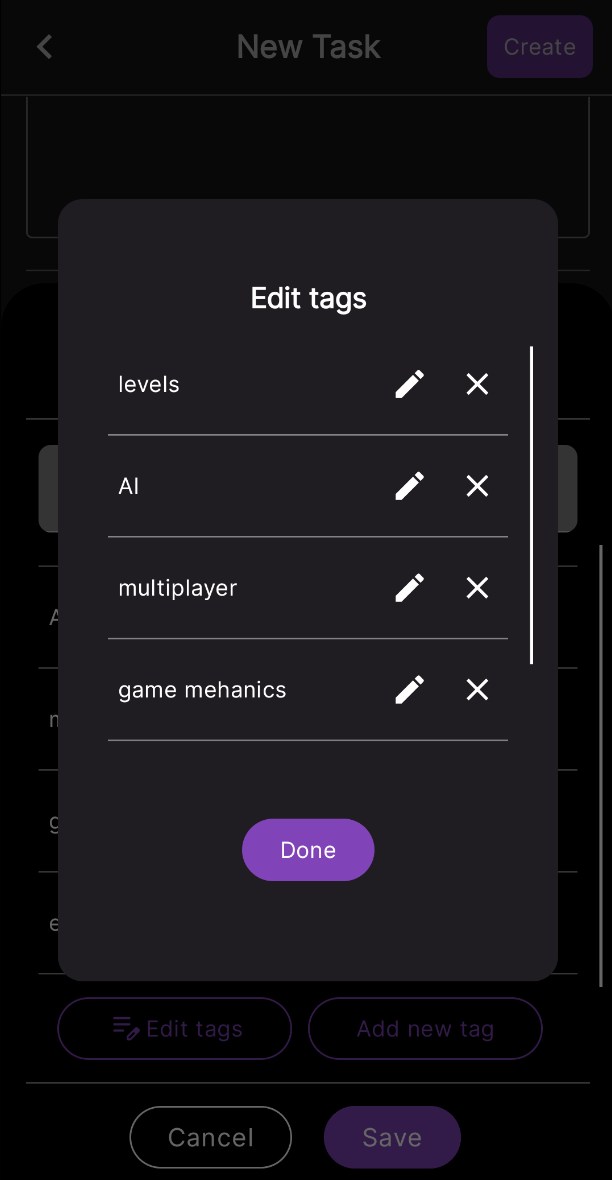 New Task
Create
Edit tags
levels
AI
multiplayer
game mehanics
Done
Edit tags
Add new tag
Cancel
Save